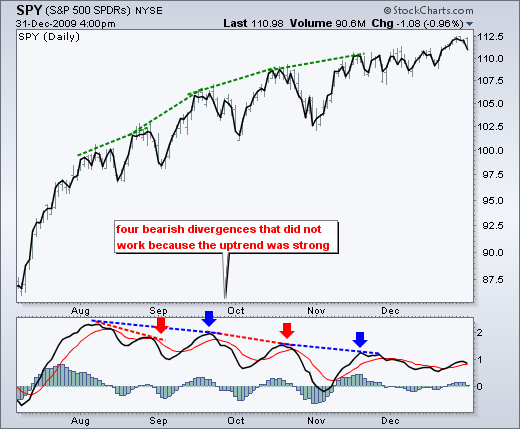 SPY (S&P 500 SPDRs) NYSE © StockCharts.com
31-Dec-2009 4:00pm Last 110.98 Volume 90.6M Chg -1.08 (-0.96%)
SPY (Daily)
112.5
110.0
107.5
105.0
102.5
100.0
97.5
95.0
92.5
90.0
87.5
four bearish divergences that did not
work because the uptrend was strong
Aug Sep Oct Nov Dec
2
1
0
Aug Sep Oct Nov Dec